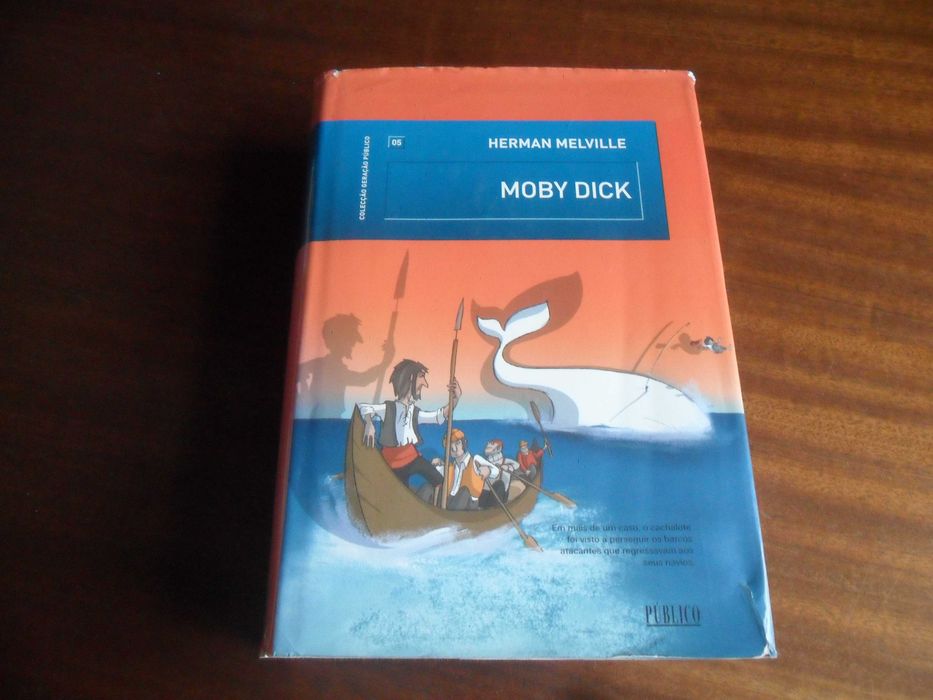 COLECÇÃO GERAÇÃO PÚBLICO
05
HERMAN MELVILLE
MOBY DICK
Em mais de um caso, o cachalote
foi visto a perseguir os barcos
atacantes que regressavam aos
seus navios.
PÚBLICO